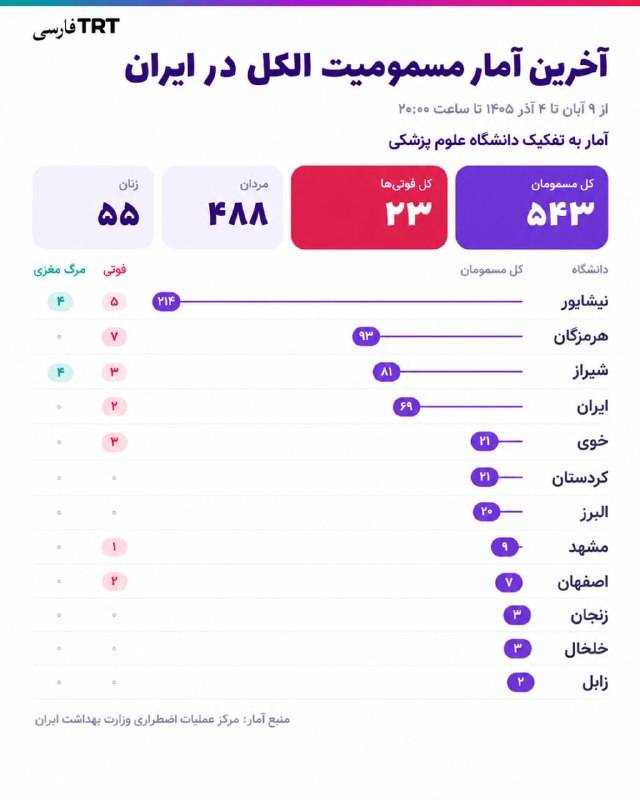 TRT فارسی
آخرین آمار مسمومیت الکل در ایران
از ۹ آبان تا ۴ آذر ۱۴۰۵ تا ساعت ۲۰:۰۰
آمار به تفکیک دانشگاه علوم پزشکی
کل مسمومان کل فوتی‌ها مردان زنان
۵۴۳ ۲۳ ۴۸۸ ۵۵
دانشگاه کل مسمومان فوتی مرگ مغزی
نیشابور ۲۱۴ ۵ ۴
هرمزگان ۹۳ ۷ ۰
شیراز ۸۱ ۳ ۴
ایران ۶۹ ۲ ۰
خوی ۲۱ ۳ ۰
کردستان ۲۱ ۰ ۰
البرز ۲۰ ۰ ۰
مشهد ۹ ۱ ۰
اصفهان ۷ ۲ ۰
زنجان ۳ ۰ ۰
خلخال ۳ ۰ ۰
زابل ۲ ۰ ۰
منبع آمار: مرکز عملیات اضطراری وزارت بهداشت ایران